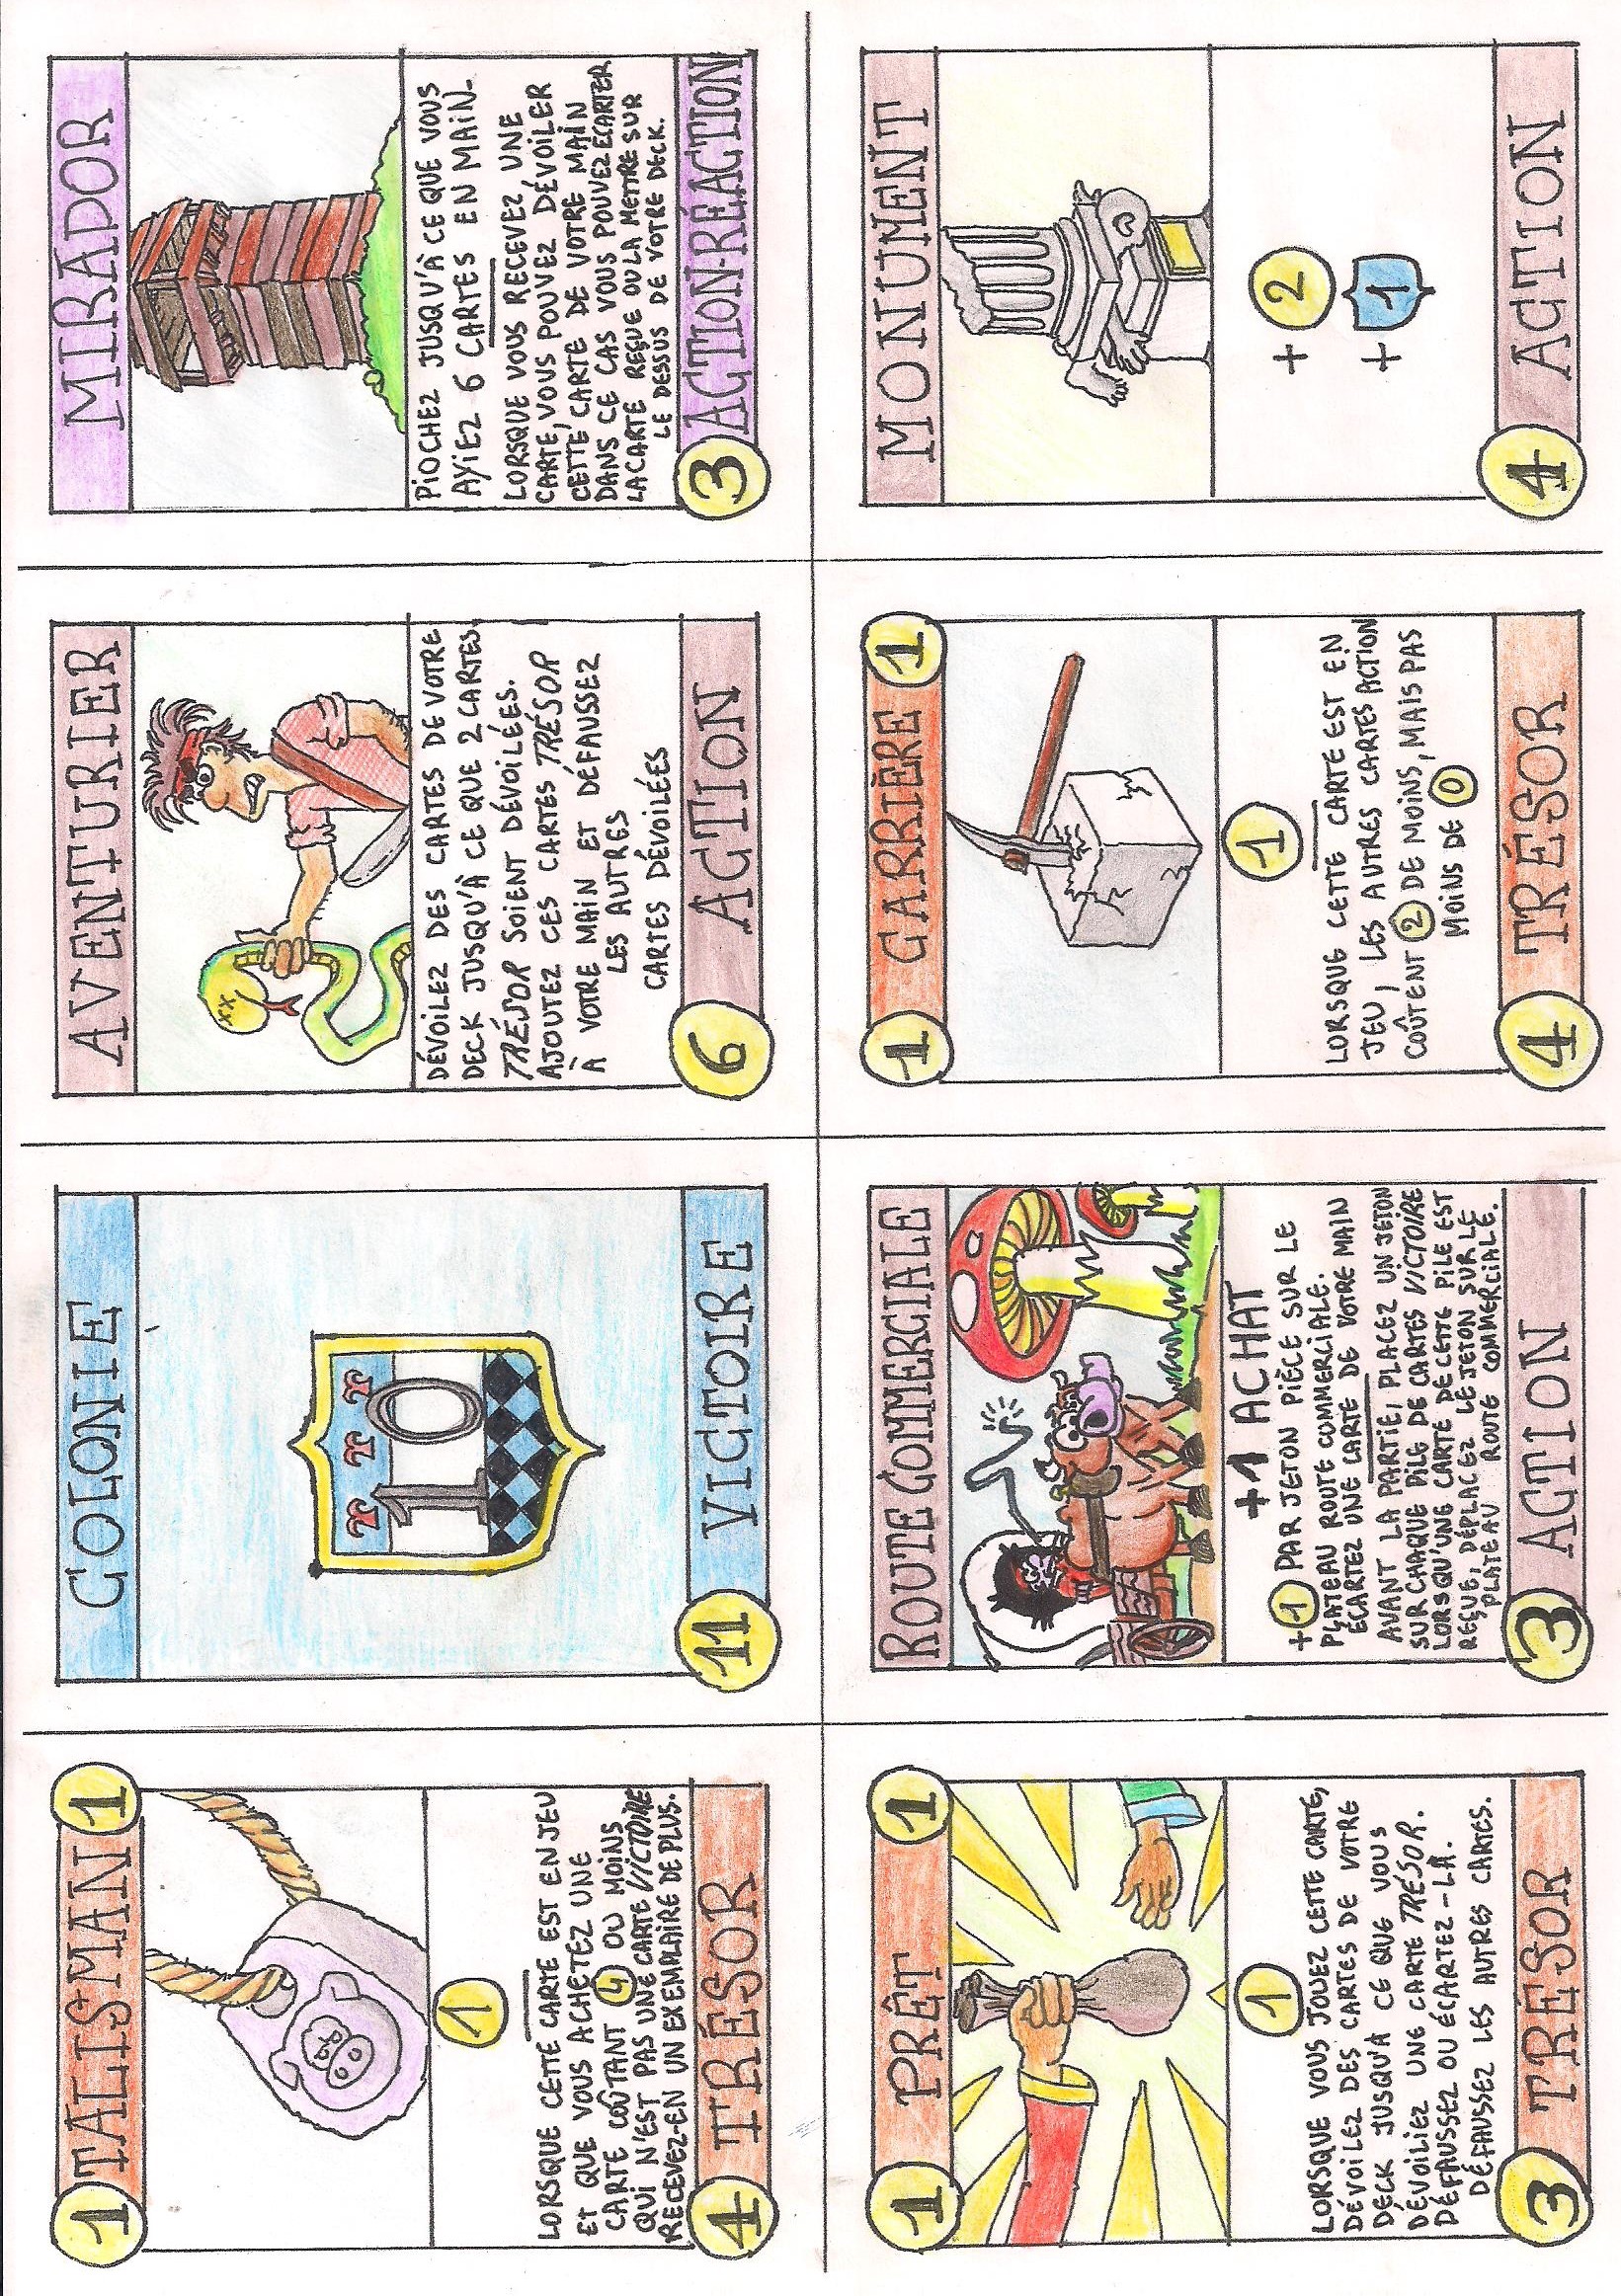 1 TALISMAN 1
1
LORSQUE CETTE CARTE EST EN JEU
ET QUE VOUS ACHETEZ UNE
CARTE COÛTANT 4 OU MOINS
QUI N'EST PAS UNE CARTE VICTOIRE
RECEVEZ-EN UN EXEMPLAIRE DE PLUS.
4 TRÉSOR
COLONIE
10
11 VICTOIRE
AVENTURIER
DÉVOILEZ DES CARTES DE VOTRE
DECK JUSQU'À CE QUE 2 CARTES
TRÉSOR SOIENT DÉVOILÉES.
AJOUTEZ CES CARTES TRÉSOR
À VOTRE MAIN ET DÉFAUSSEZ
LES AUTRES
CARTES DÉVOILÉES
6 ACTION
MIRADOR
PIOCHEZ JUSQU'À CE QUE VOUS
AYIEZ 6 CARTES EN MAIN.
LORSQUE VOUS RECEVEZ, UNE
CARTE, VOUS POUVEZ DÉVOILER
CETTE CARTE DE VOTRE MAIN
DANS CE CAS VOUS POUVEZ ÉCARTER
LA CARTE REÇUE OU LA METTRE SUR
LE DESSUS DE VOTRE DECK.
3 ACTION-RÉACTION
1 PRÊT 1
1
LORSQUE VOUS JOUEZ CETTE CARTE,
DÉVOILEZ DES CARTES DE VOTRE
DECK JUSQU'À CE QUE VOUS
DÉVOILIEZ UNE CARTE TRÉSOR.
DÉFAUSSEZ OU ÉCARTEZ-LÀ.
DÉFAUSSEZ LES AUTRES CARTES.
3 TRÉSOR
ROUTE COMMERCIALE
+1 ACHAT
+1 PAR JETON PIÈCE SUR LE
PLATEAU ROUTE COMMERCIALE.
ÉCARTEZ UNE CARTE DE VOTRE MAIN
AVANT LA PARTIE, PLACEZ UN JETON
SUR CHAQUE PILE DE CARTES VICTOIRE
LORSQU'UNE CARTE DE CETTE PILE EST
REÇUE, DÉPLACEZ LE JETON SUR LE
PLATEAU ROUTE COMMERCIALE.
3 ACTION
1 CARRIÈRE 1
1
LORSQUE CETTE CARTE EST EN
JEU, LES AUTRES CARTES ACTION
COÛTENT 2 DE MOINS, MAIS PAS
MOINS DE 0
4 TRÉSOR
MONUMENT
+ 2
+ 1
4 ACTION